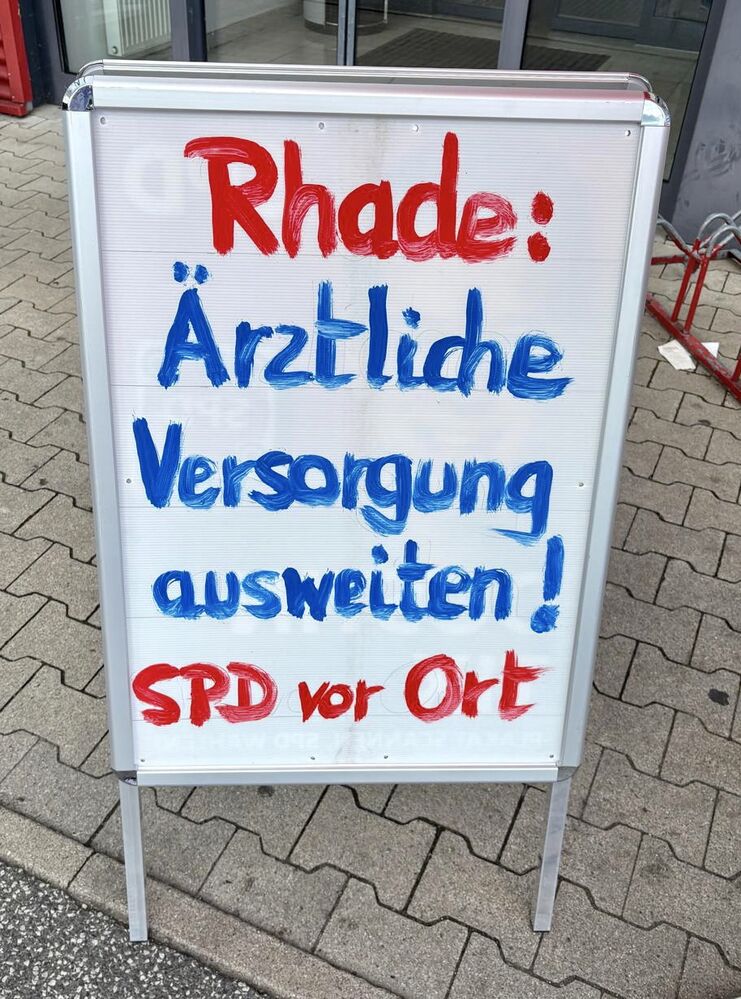 Rhade:
Ärztliche
Versorgung
ausweiten!
SPD vor Ort